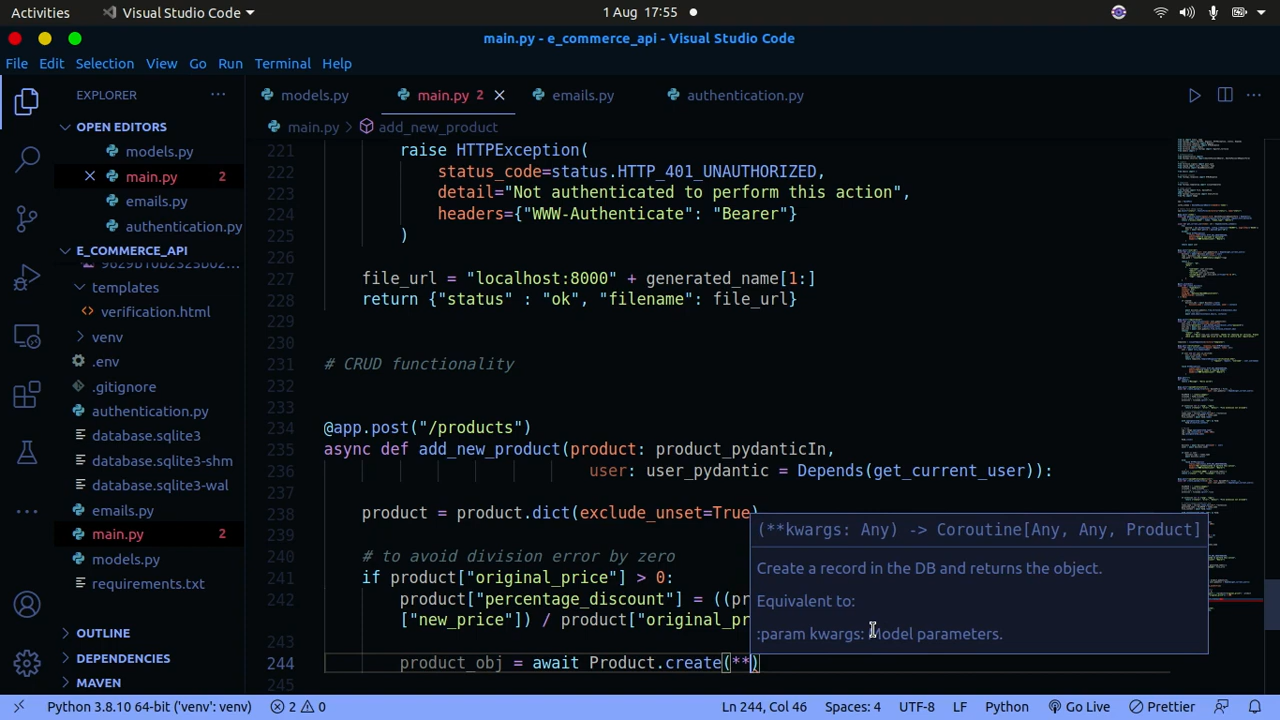 Activities
Visual Studio Code
1 Aug 17:55
main.py - e_commerce_api - Visual Studio Code
File Edit Selection View Go Run Terminal Help
EXPLORER
OPEN EDITORS
models.py
main.py 2
emails.py
authentication.py
E_COMMERCE_API
templates
verification.html
venv
.env
.gitignore
authentication.py
database.sqlite3
database.sqlite3-shm
database.sqlite3-wal
emails.py
main.py 2
models.py
requirements.txt
OUTLINE
DEPENDENCIES
MAVEN
models.py
main.py 2
emails.py
authentication.py
main.py > add_new_product
221 raise HTTPException(
222 status_code=status.HTTP_401_UNAUTHORIZED,
223 detail="Not authenticated to perform this action",
224 headers={"WWW-Authenticate": "Bearer"}
225 )
226
227 file_url = "localhost:8000" + generated_name[1:]
228 return {"status" : "ok", "filename": file_url}
229
230
231 # CRUD functionality
232
233
234 @app.post("/products")
235 async def add_new_product(product: product_pydanticIn,
236 user: user_pydantic = Depends(get_current_user)):
237
238 product = product.dict(exclude_unset=True)
239
240 # to avoid division error by zero
241 if product["original_price"] > 0:
242 product["percentage_discount"] = ((pr
["new_price"]) / product["original_pr
243
244 product_obj = await Product.create(**)
245
(**kwargs: Any) -> Coroutine[Any, Any, Product]
Create a record in the DB and returns the object.
Equivalent to:
:param kwargs: Model parameters.
Python 3.8.10 64-bit ('venv': venv)
2 0
Ln 244, Col 46
Spaces: 4
UTF-8
LF
Python
Go Live
Prettier